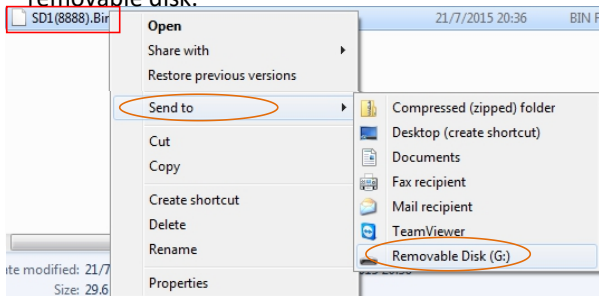 removable disk.
SD1(8888).Bin
21/7/2015 20:36
BIN F
Open
Share with
Restore previous versions
Send to
Cut
Copy
Create shortcut
Delete
Rename
Properties
Compressed (zipped) folder
Desktop (create shortcut)
Documents
Fax recipient
Mail recipient
TeamViewer
Removable Disk (G:)
te modified: 21/7
Size: 29.6